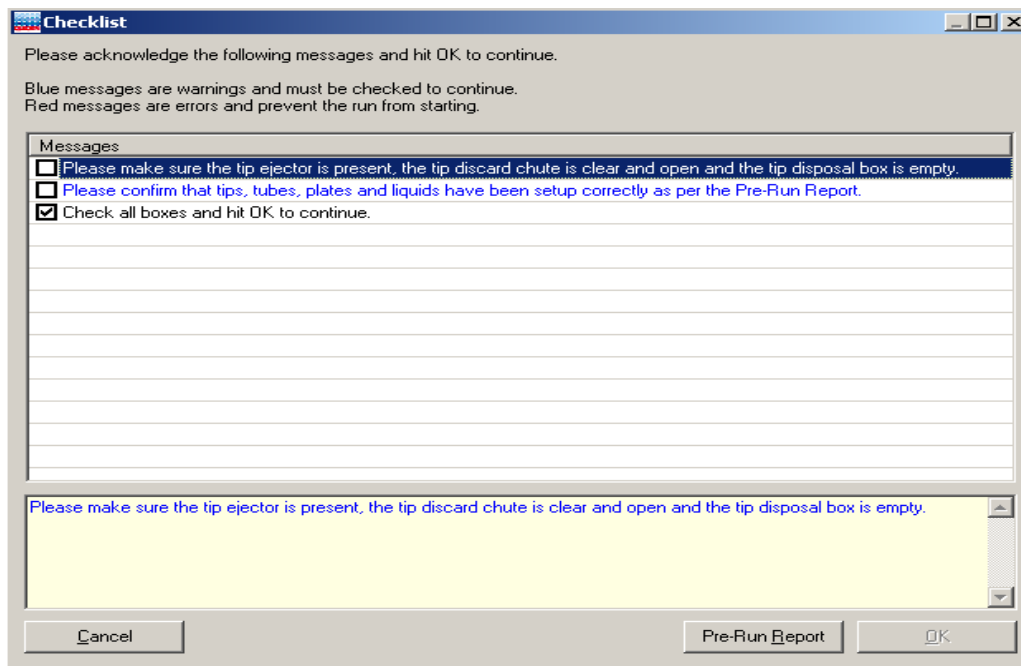 Checklist
Please acknowledge the following messages and hit OK to continue.
Blue messages are warnings and must be checked to continue.
Red messages are errors and prevent the run from starting.
Messages
Please make sure the tip ejector is present, the tip discard chute is clear and open and the tip disposal box is empty.
Please confirm that tips, tubes, plates and liquids have been setup correctly as per the Pre-Run Report.
Check all boxes and hit OK to continue.
Please make sure the tip ejector is present, the tip discard chute is clear and open and the tip disposal box is empty.
Cancel Pre-Run Report OK